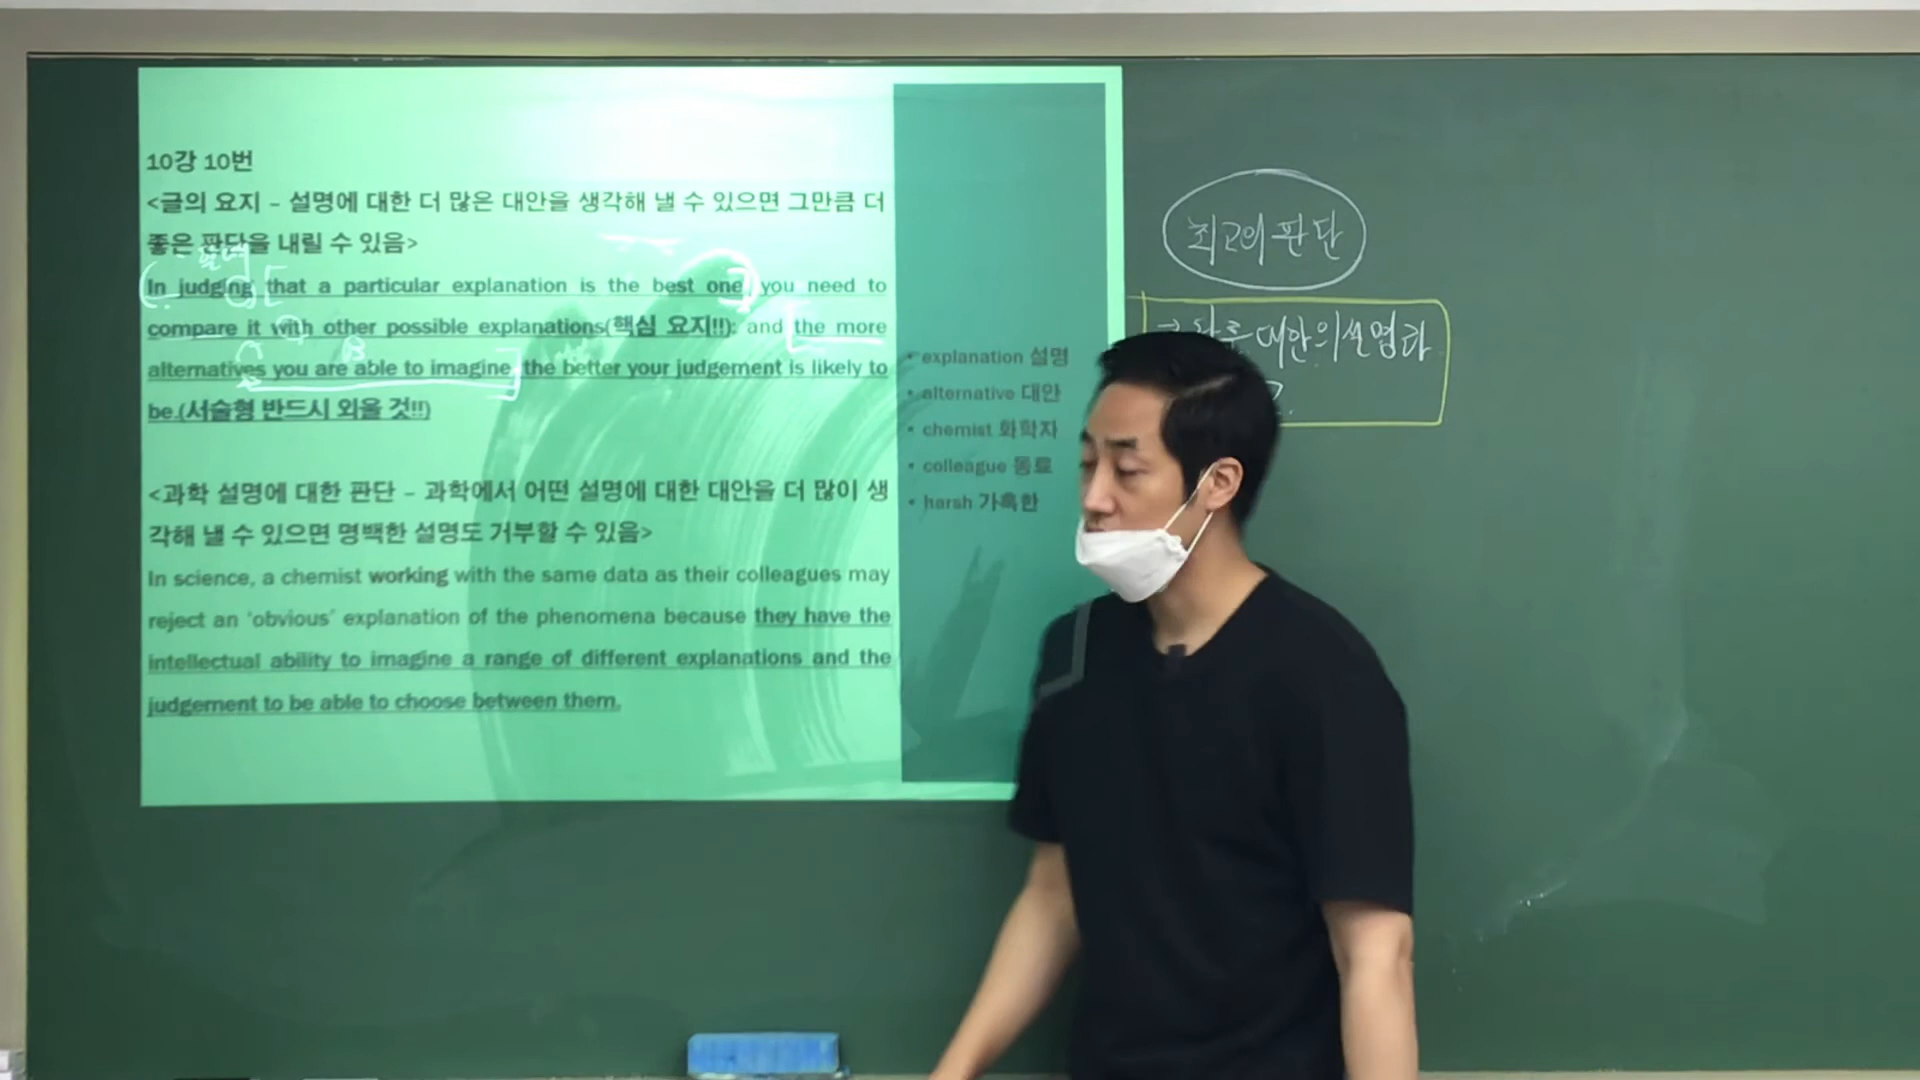 10강 10번
<글의 요지 – 설명에 대한 더 많은 대안을 생각해 낼 수 있으면 그만큼 더
좋은 판단을 내릴 수 있음>
In judging that a particular explanation is the best one, you need to
compare it with other possible explanations(핵심 요지!!); and the more
alternatives you are able to imagine, the better your judgement is likely to
be.(서술형 반드시 외울 것!!)
<과학 설명에 대한 판단 – 과학에서 어떤 설명에 대한 대안을 더 많이 생
각해 낼 수 있으면 명백한 설명도 거부할 수 있음>
In science, a chemist working with the same data as their colleagues may
reject an ‘obvious’ explanation of the phenomena because they have the
intellectual ability to imagine a range of different explanations and the
judgement to be able to choose between them.
• explanation 설명
• alternative 대안
• chemist 화학자
• colleague 동료
• harsh 가혹한
최고의 판단
대안의 설명과